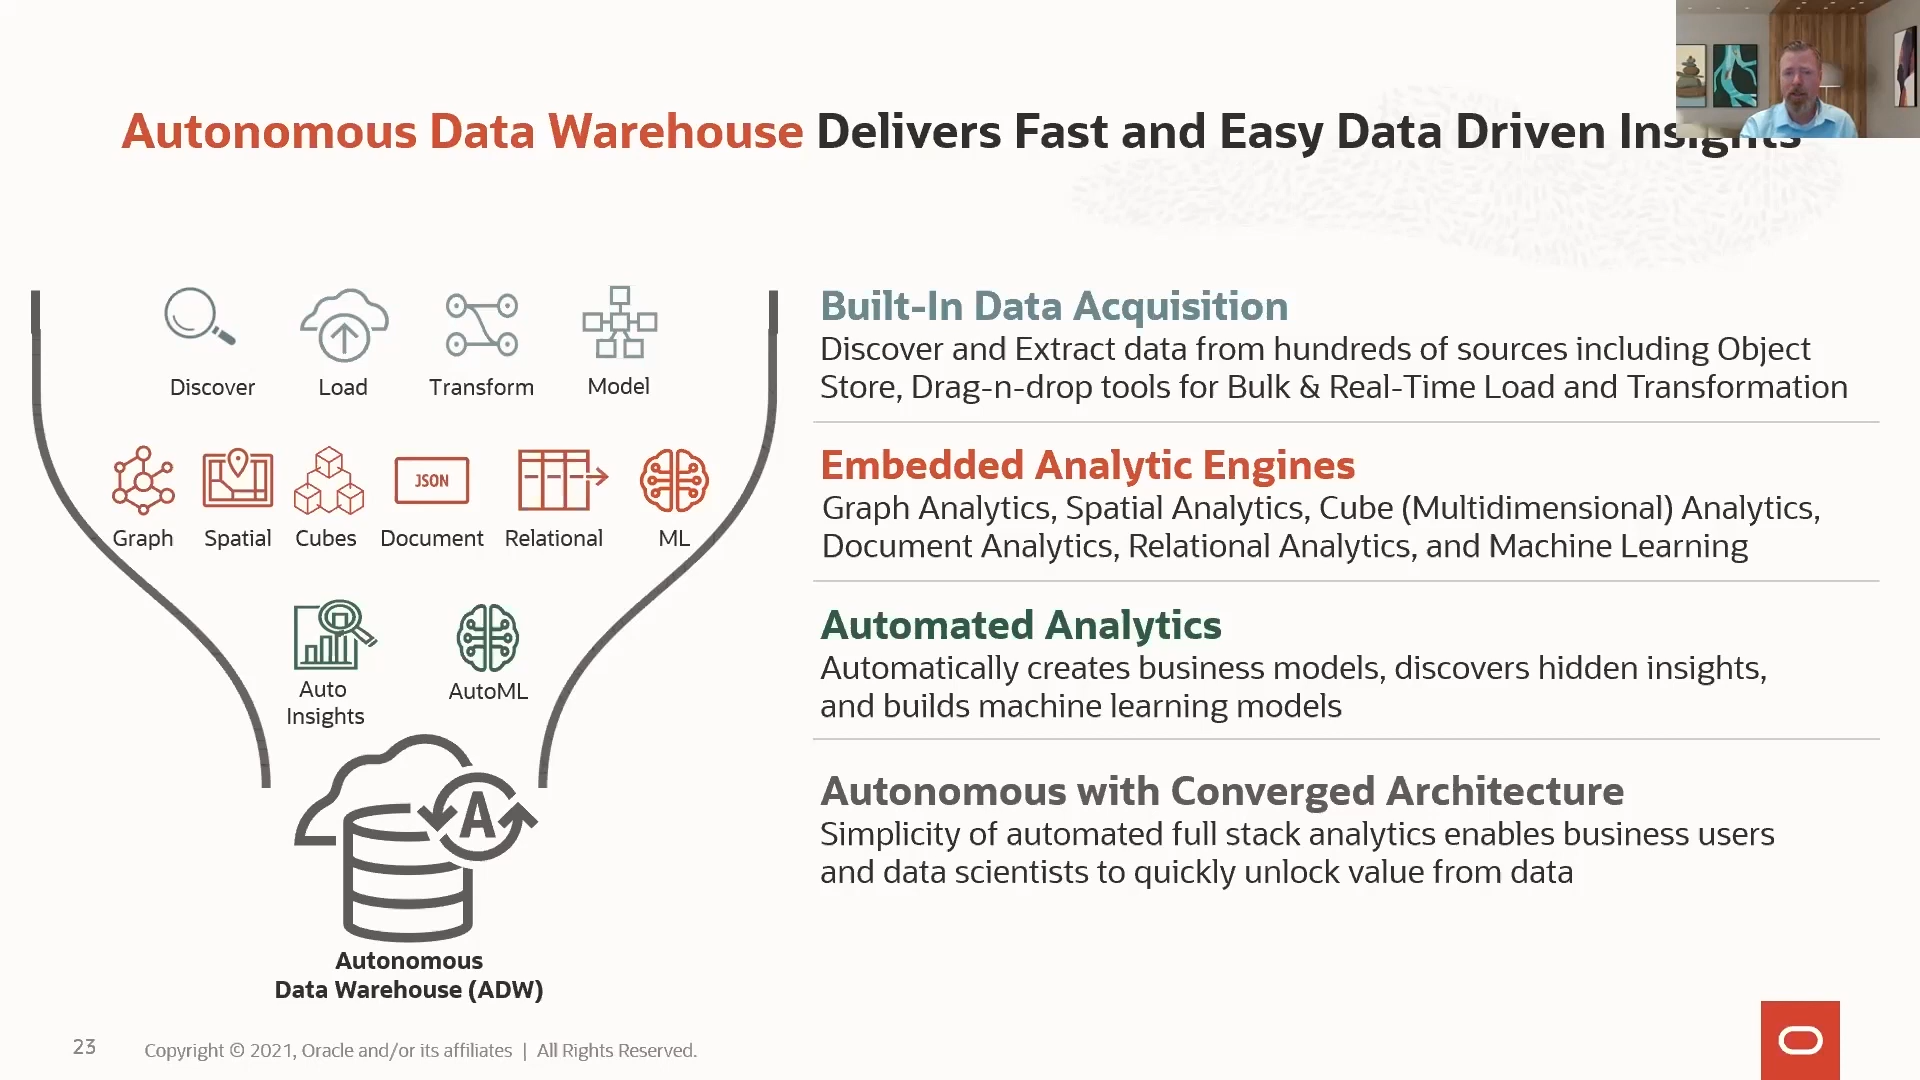 Autonomous Data Warehouse Delivers Fast and Easy Data Driven Insights
Discover
Load
Transform
Model
Graph
Spatial
Cubes
JSON
Document
Relational
ML
Auto
Insights
AutoML
A
Autonomous
Data Warehouse (ADW)
Built-In Data Acquisition
Discover and Extract data from hundreds of sources including Object
Store, Drag-n-drop tools for Bulk & Real-Time Load and Transformation
Embedded Analytic Engines
Graph Analytics, Spatial Analytics, Cube (Multidimensional) Analytics,
Document Analytics, Relational Analytics, and Machine Learning
Automated Analytics
Automatically creates business models, discovers hidden insights,
and builds machine learning models
Autonomous with Converged Architecture
Simplicity of automated full stack analytics enables business users
and data scientists to quickly unlock value from data
23
Copyright © 2021, Oracle and/or its affiliates | All Rights Reserved.